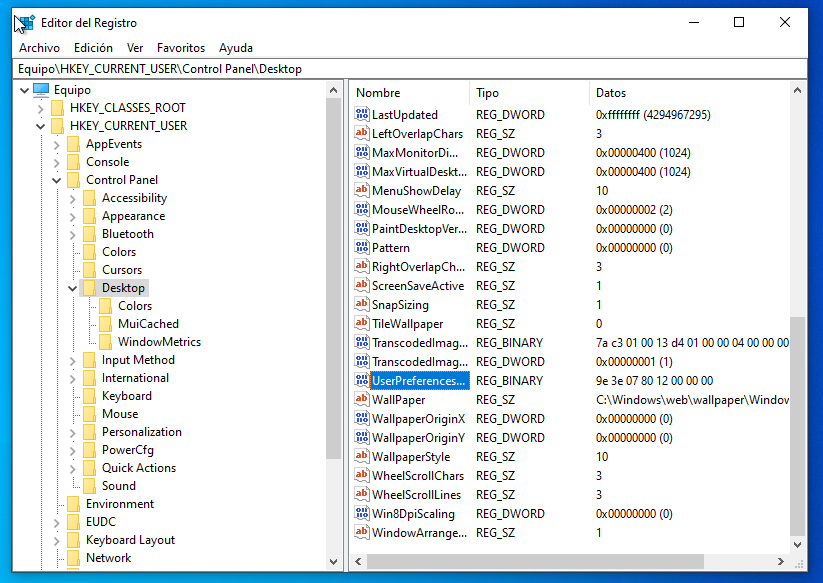 Editor del Registro
Archivo Edición Ver Favoritos Ayuda
Equipo\HKEY_CURRENT_USER\Control Panel\Desktop
Equipo
HKEY_CLASSES_ROOT
HKEY_CURRENT_USER
AppEvents
Console
Control Panel
Accessibility
Appearance
Bluetooth
Colors
Cursors
Desktop
Colors
MuiCached
WindowMetrics
Input Method
International
Keyboard
Mouse
Personalization
PowerCfg
Quick Actions
Sound
Environment
EUDC
Keyboard Layout
Network
Nombre Tipo Datos
LastUpdated REG_DWORD 0xffffffff (4294967295)
LeftOverlapChars REG_SZ 3
MaxMonitorDi... REG_DWORD 0x00000400 (1024)
MaxVirtualDeskt... REG_DWORD 0x00000400 (1024)
MenuShowDelay REG_SZ 10
MouseWheelRo... REG_DWORD 0x00000002 (2)
PaintDesktopVer... REG_DWORD 0x00000000 (0)
Pattern REG_DWORD 0x00000000 (0)
RightOverlapCh... REG_SZ 3
ScreenSaveActive REG_SZ 1
SnapSizing REG_SZ 1
TileWallpaper REG_SZ 0
TranscodedImag... REG_BINARY 7a c3 01 00 13 d4 01 00 00 04 00 00 00
TranscodedImag... REG_DWORD 0x00000001 (1)
UserPreferences... REG_BINARY 9e 3e 07 80 12 00 00 00
WallPaper REG_SZ C:\Windows\web\wallpaper\Window
WallpaperOriginX REG_DWORD 0x00000000 (0)
WallpaperOriginY REG_DWORD 0x00000000 (0)
WallpaperStyle REG_SZ 10
WheelScrollChars REG_SZ 3
WheelScrollLines REG_SZ 3
Win8DpiScaling REG_DWORD 0x00000000 (0)
WindowArrange... REG_SZ 1